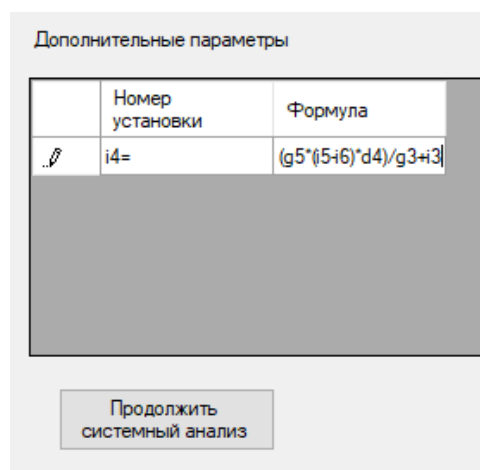 Дополнительные параметры
Номер
установки
Формула
i4=
(g5*(i5-i6)*d4)/g3+i3
Продолжить
системный анализ